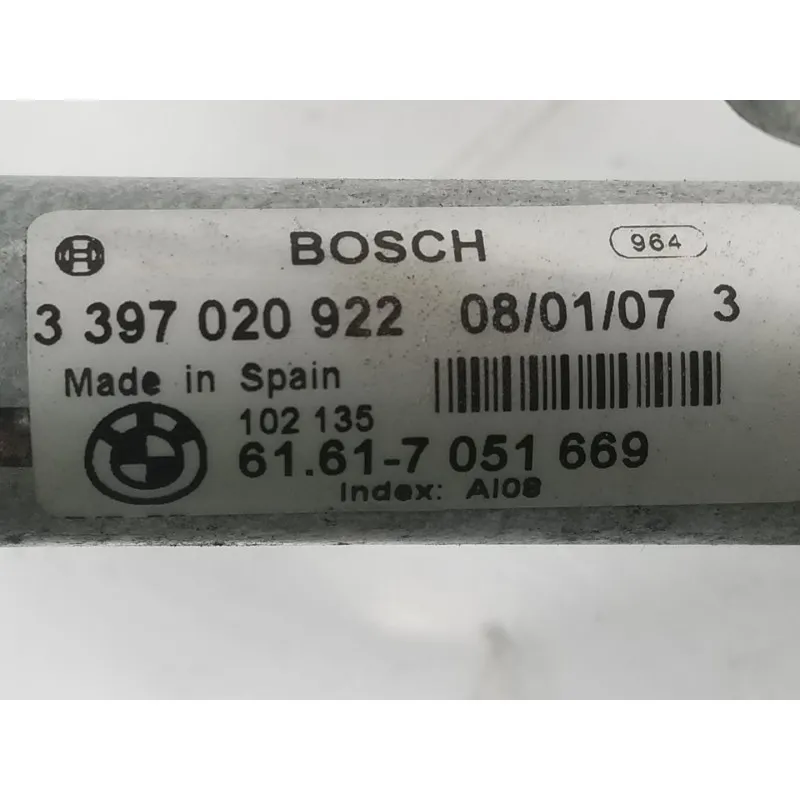 BOSCH 964
3 397 020 922 08/01/07 3
Made in Spain
102 135
61.61-7 051 669
Index: AI08